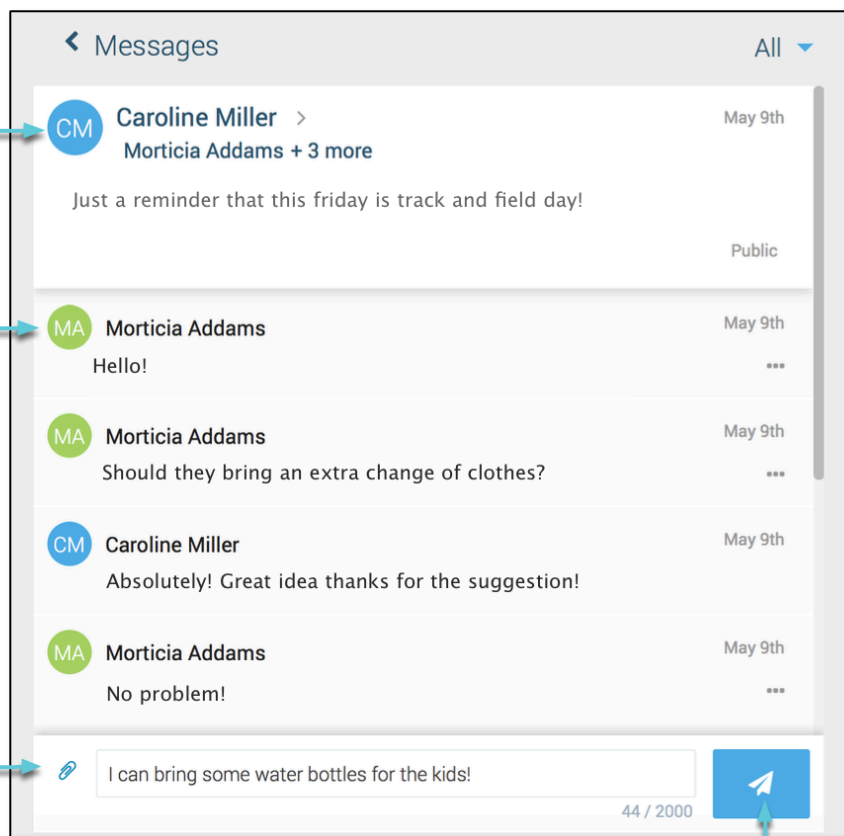 Messages
All
CM
Caroline Miller >
May 9th
Morticia Addams + 3 more
Just a reminder that this friday is track and field day!
Public
MA
Morticia Addams
May 9th
Hello!
MA
Morticia Addams
May 9th
Should they bring an extra change of clothes?
CM
Caroline Miller
May 9th
Absolutely! Great idea thanks for the suggestion!
MA
Morticia Addams
May 9th
No problem!
I can bring some water bottles for the kids!
44 / 2000